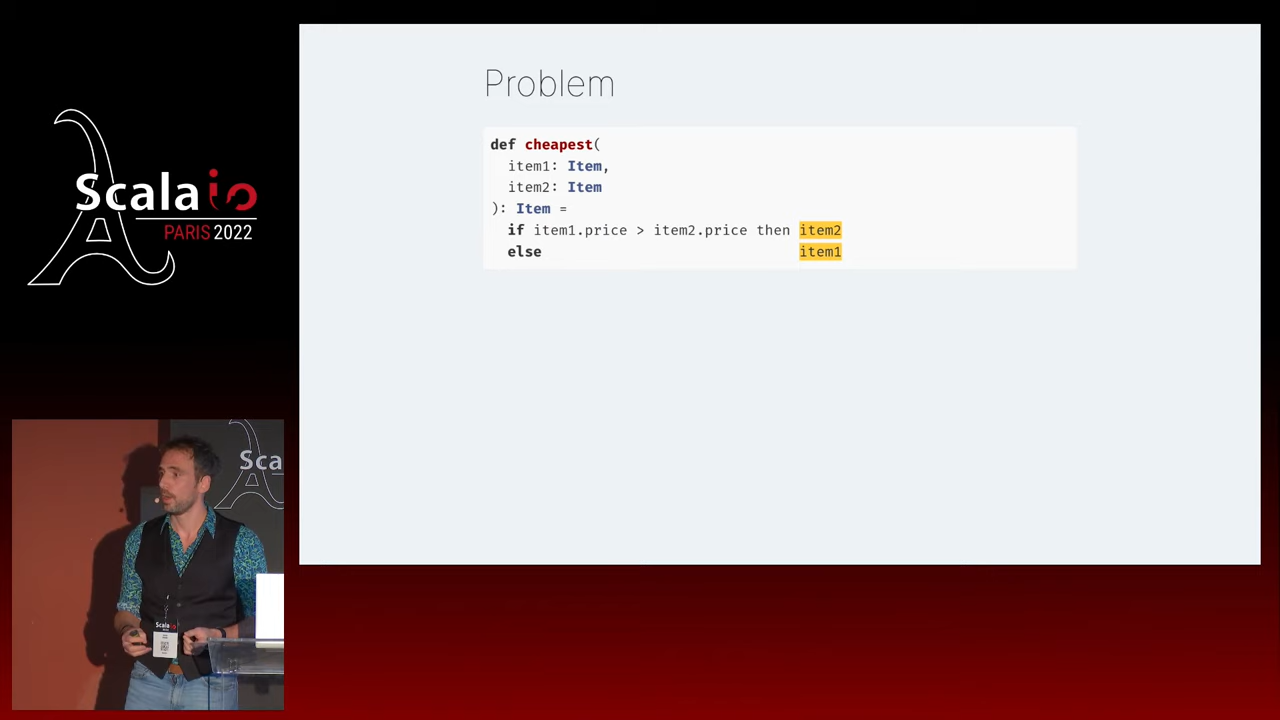 Scalaio
PARIS 2022
Problem
def cheapest(
item1: Item,
item2: Item
): Item =
if item1.price > item2.price then item2
else item1
Sca
Scala